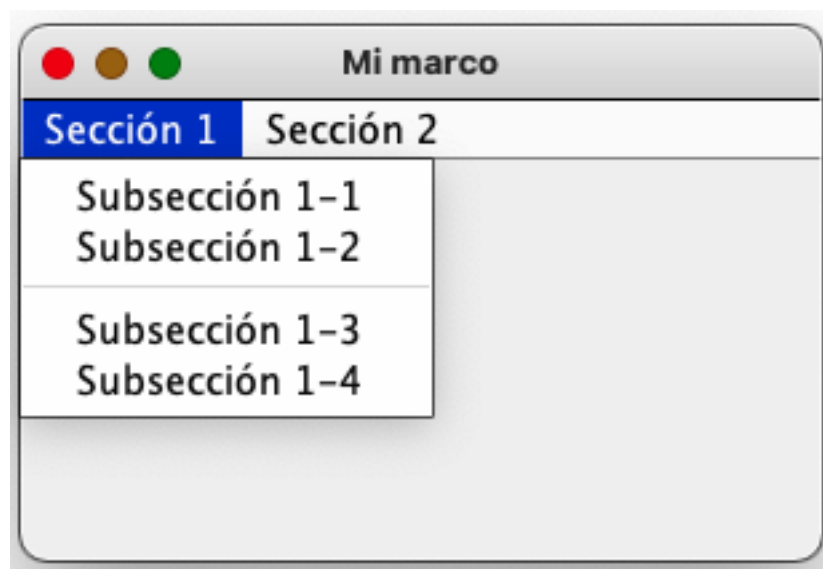 Mi marco
Sección 1 Sección 2
Subsección 1-1
Subsección 1-2
Subsección 1-3
Subsección 1-4